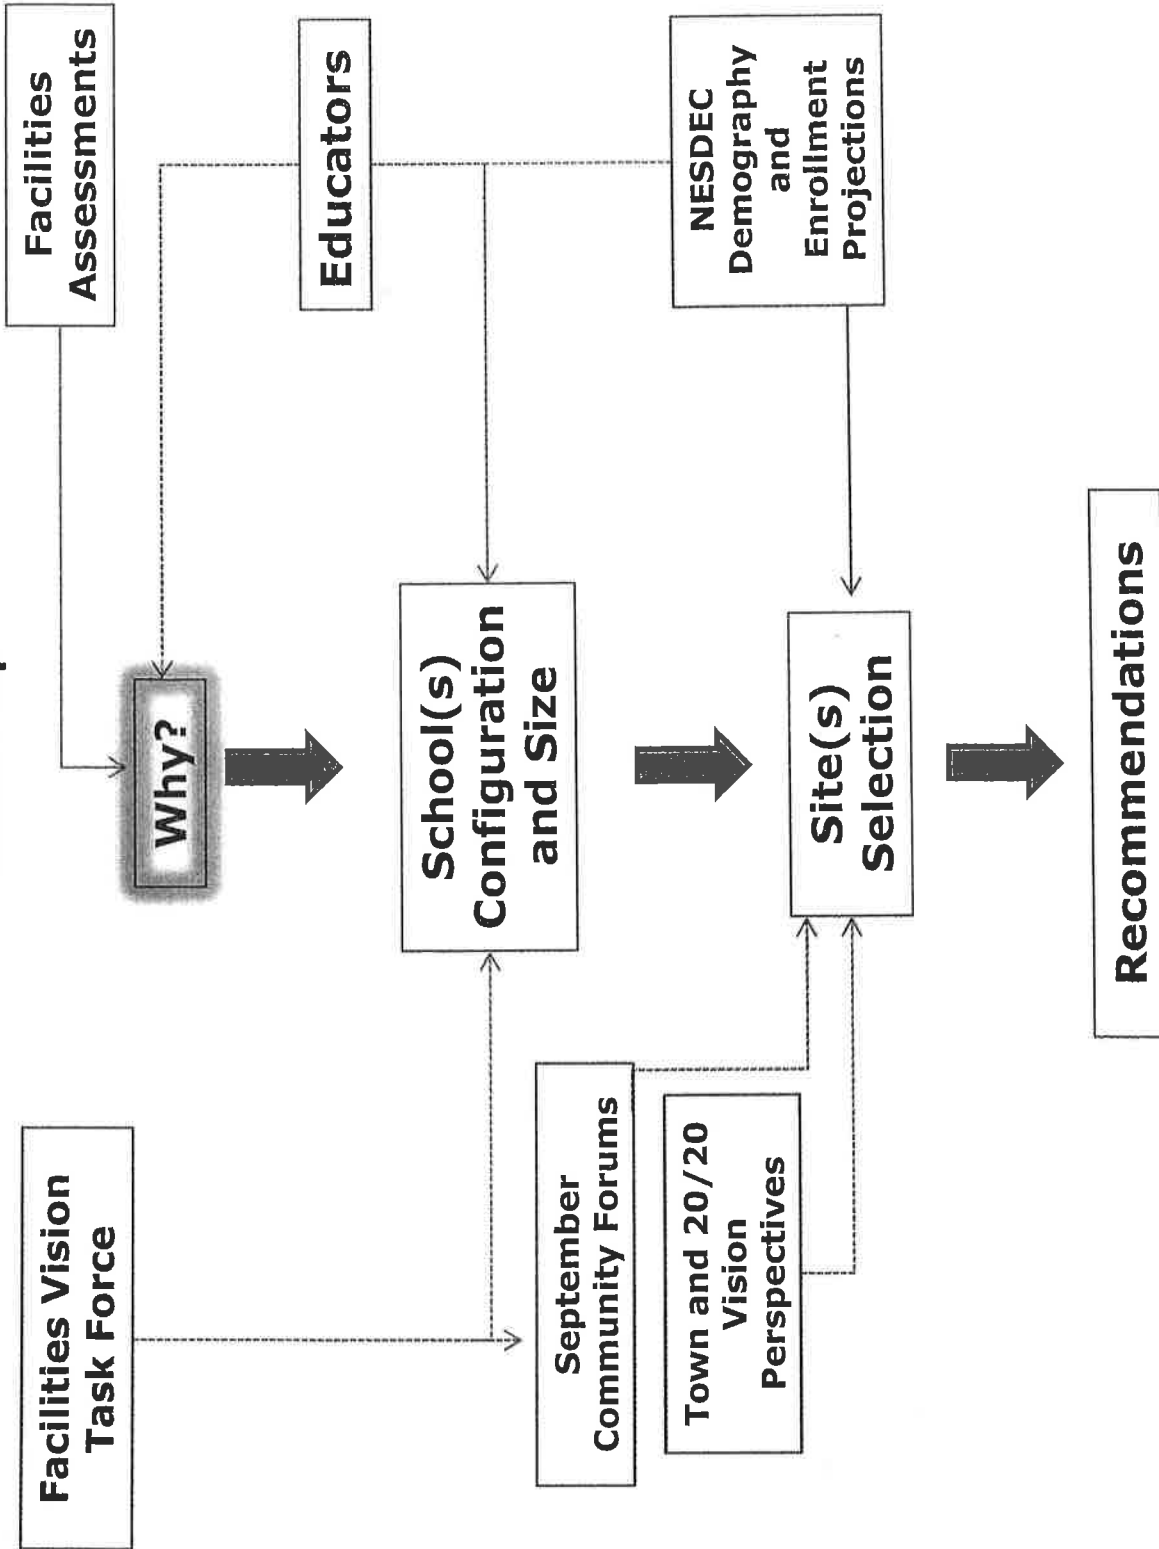 Facilities Vision
Task Force
Facilities
Assessments
Why?
Educators
School(s)
Configuration
and Size
September
Community Forums
Town and 20/20
Vision
Perspectives
NESDEC
Demography
and
Enrollment
Projections
Site(s)
Selection
Recommendations